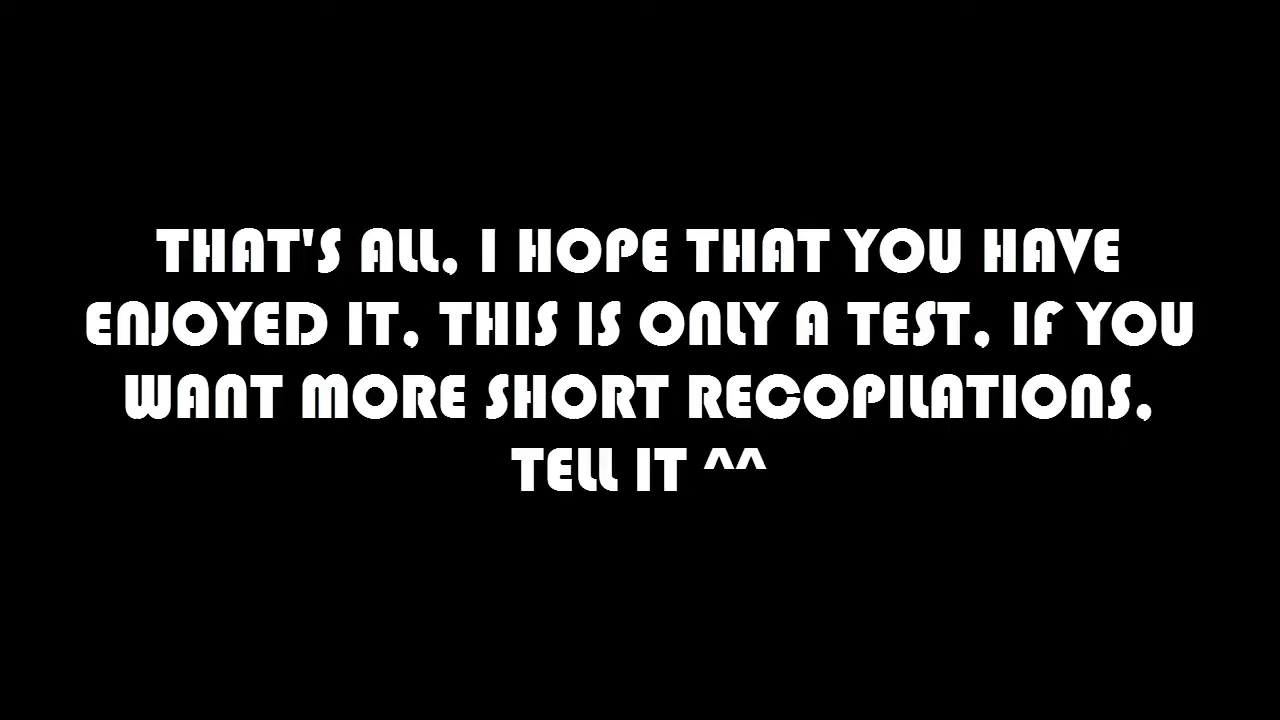 THAT'S ALL, I HOPE THAT YOU HAVE
ENJOYED IT, THIS IS ONLY A TEST, IF YOU
WANT MORE SHORT RECOPILATIONS,
TELL IT ^^